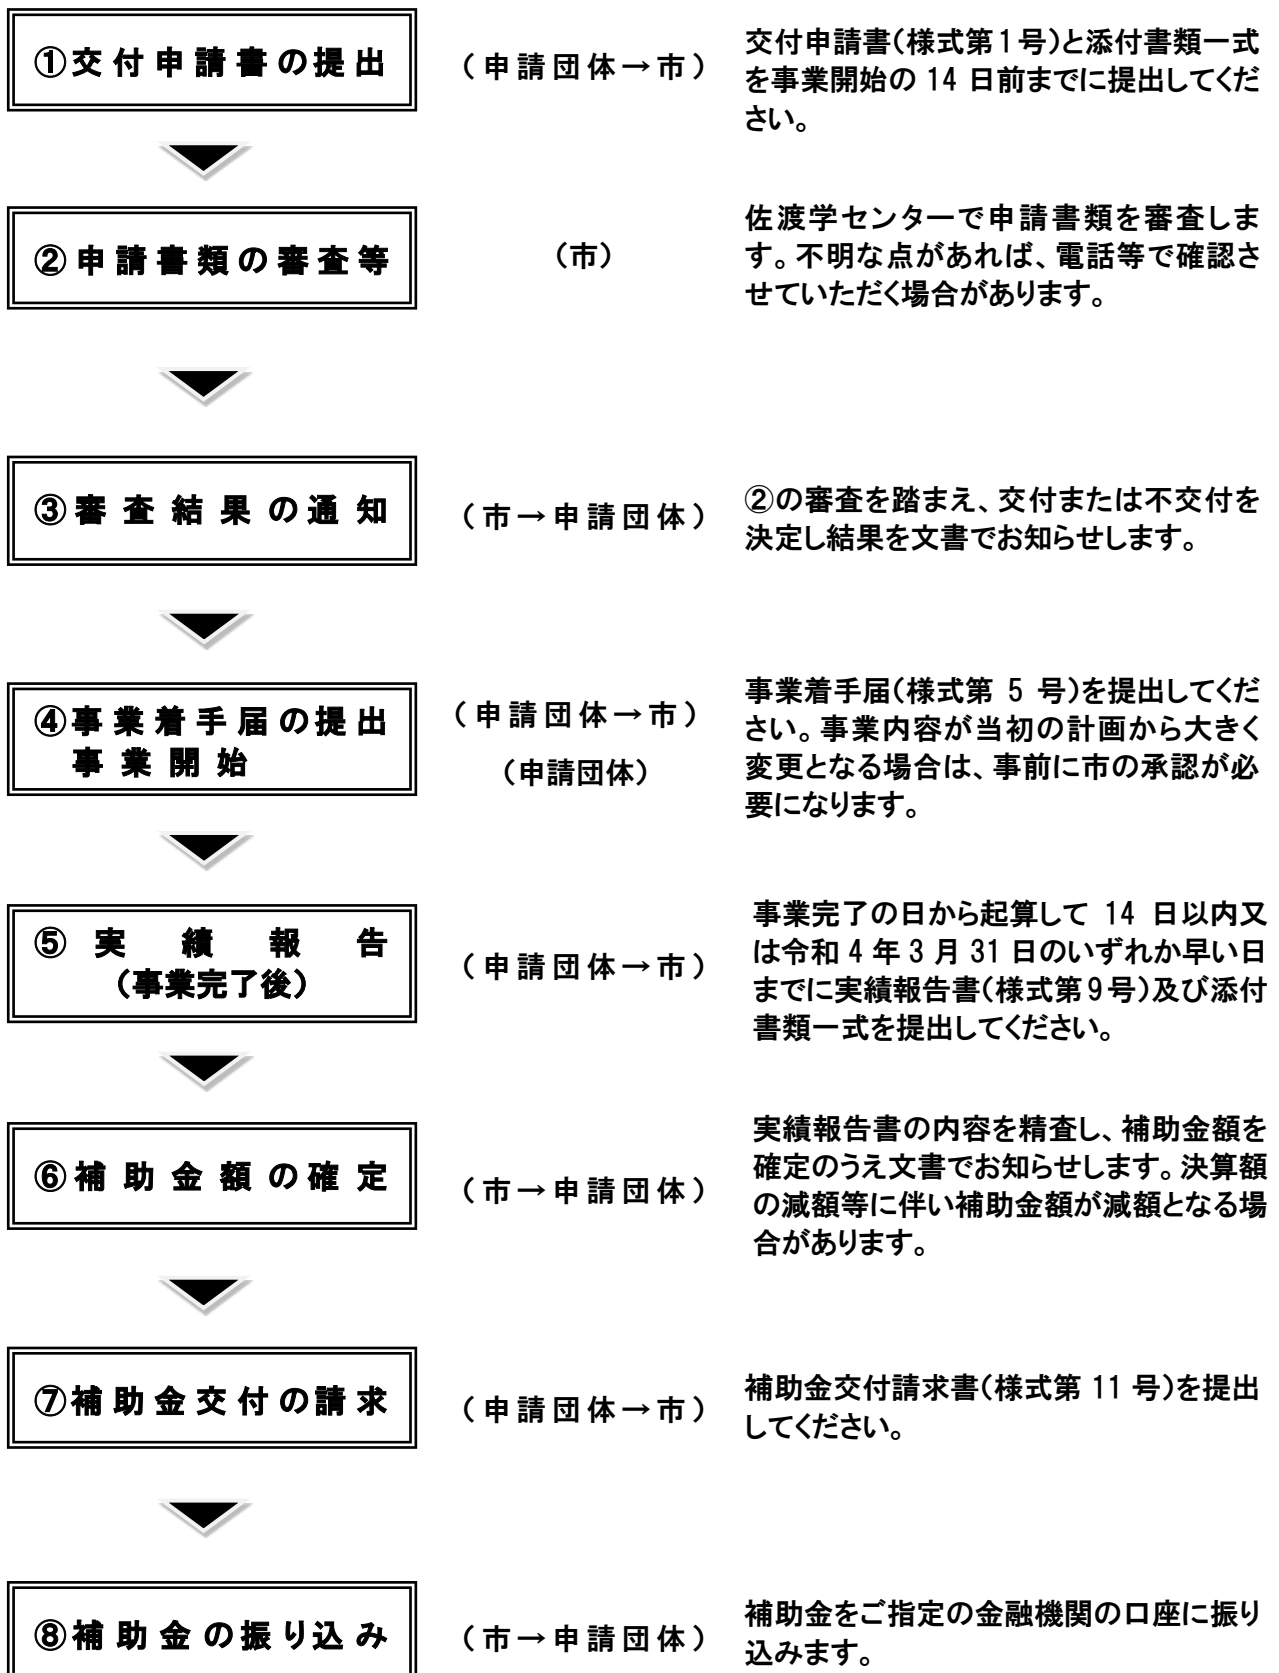 ①交付申請書の提出
（申請団体→市）
交付申請書（様式第１号）と添付書類一式
を事業開始の 14 日前までに提出してくだ
さい。
②申請書類の審査等
（市）
佐渡学センターで申請書類を審査しま
す。不明な点があれば、電話等で確認さ
せていただく場合があります。
③審査結果の通知
（市→申請団体）
②の審査を踏まえ、交付または不交付を
決定し結果を文書でお知らせします。
④事業着手届の提出
事業開始
（申請団体→市）
（申請団体）
事業着手届（様式第 5 号）を提出してくだ
さい。事業内容が当初の計画から大きく
変更となる場合は、事前に市の承認が必
要になります。
⑤実績報告
（事業完了後）
（申請団体→市）
事業完了の日から起算して 14 日以内又
は令和 4 年 3 月 31 日のいずれか早い日
までに実績報告書（様式第９号）及び添付
書類一式を提出してください。
⑥補助金額の確定
（市→申請団体）
実績報告書の内容を精査し、補助金額を
確定のうえ文書でお知らせします。決算額
の減額等に伴い補助金額が減額となる場
合があります。
⑦補助金交付の請求
（申請団体→市）
補助金交付請求書（様式第 11 号）を提出
してください。
⑧補助金の振り込み
（市→申請団体）
補助金をご指定の金融機関の口座に振り
込みます。